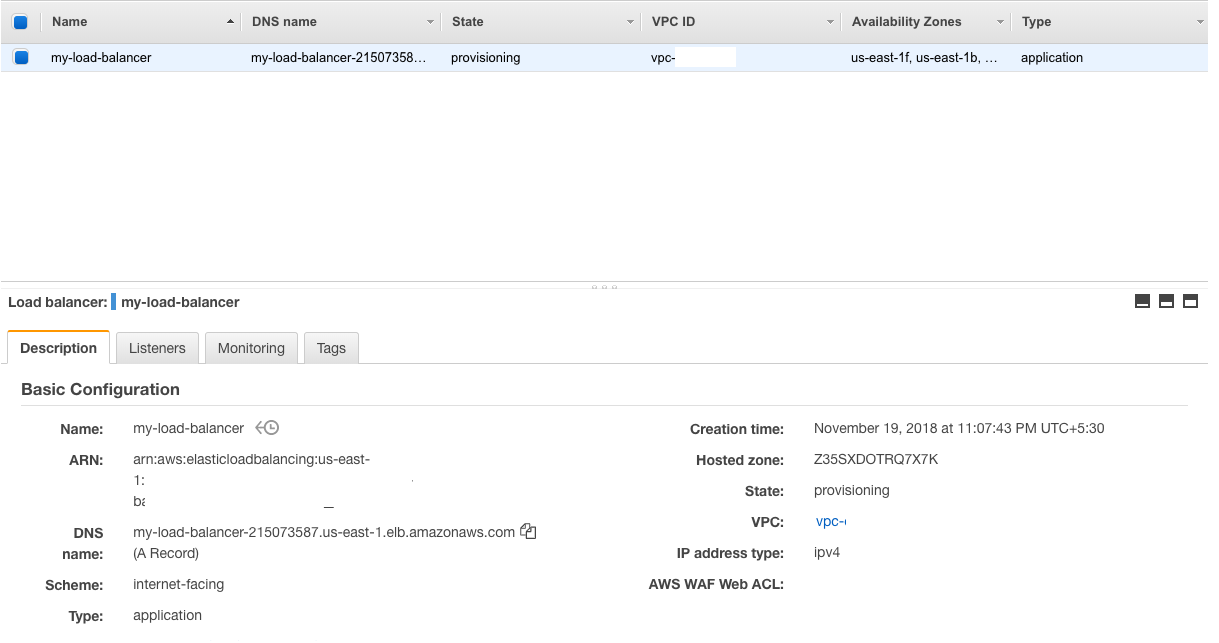 Name DNS name State VPC ID Availability Zones Type
my-load-balancer my-load-balancer-21507358… provisioning vpc- us-east-1f, us-east-1b, … application
Load balancer: my-load-balancer
Description Listeners Monitoring Tags
Basic Configuration
Name: my-load-balancer Creation time: November 19, 2018 at 11:07:43 PM UTC+5:30
ARN: arn:aws:elasticloadbalancing:us-east- Hosted zone: Z35SXDOTRQ7X7K
1:
State: provisioning
VPC: vpc-
DNS my-load-balancer-215073587.us-east-1.elb.amazonaws.com
name: (A Record) IP address type: ipv4
Scheme: internet-facing AWS WAF Web ACL:
Type: application